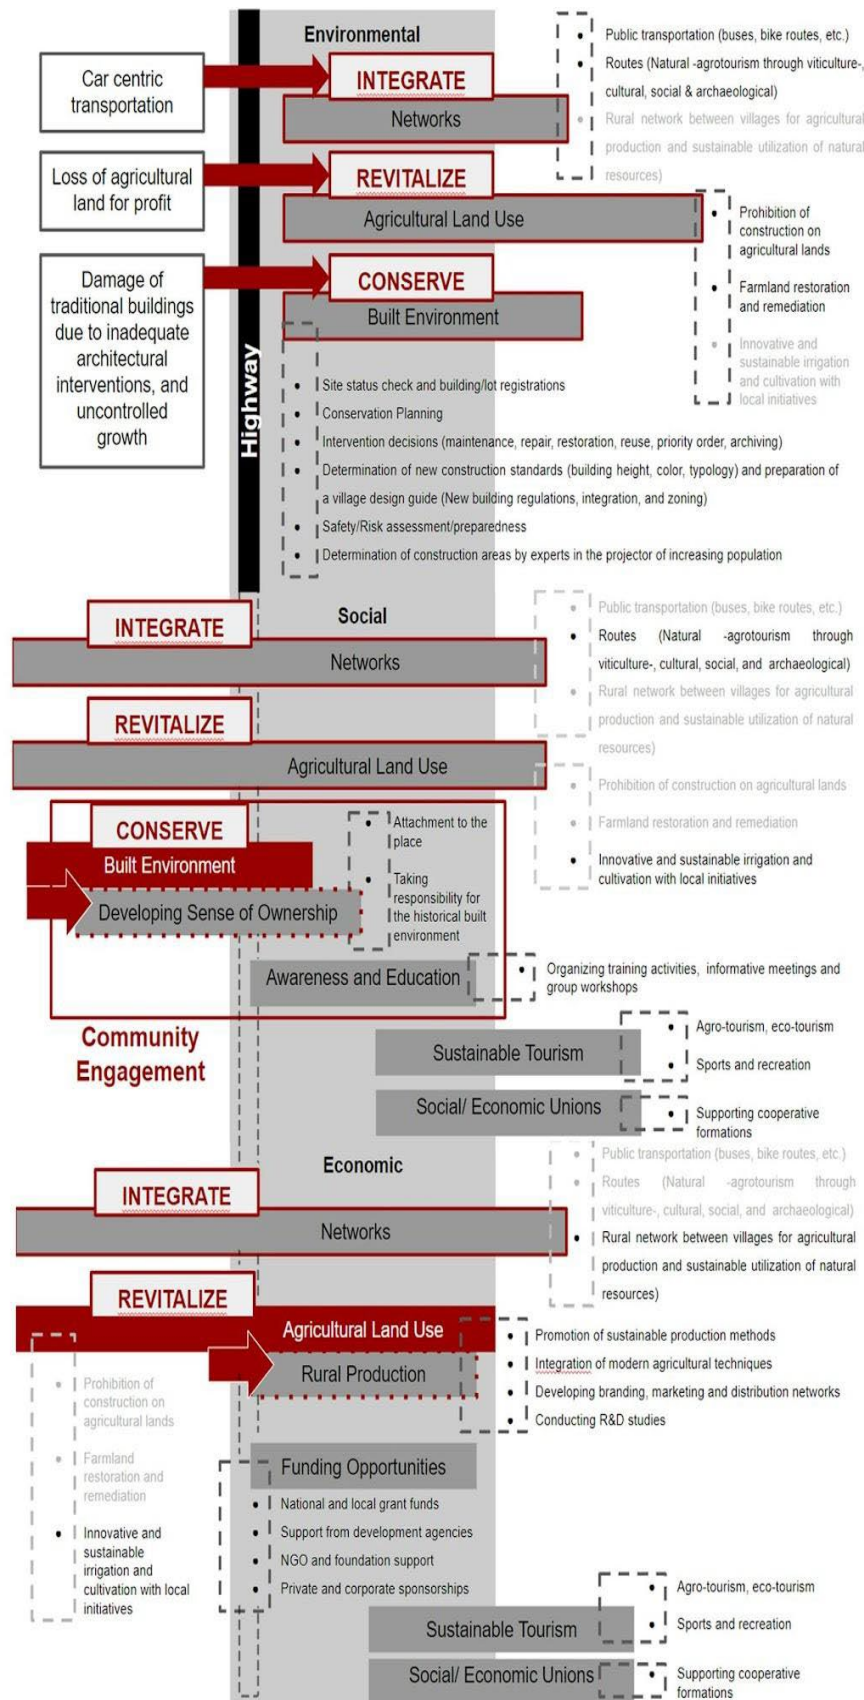 Environmental
Car centric
transportation
INTEGRATE
Networks
• Public transportation (buses, bike routes, etc.)
• Routes (Natural -agrotourism through viticulture-,
cultural, social & archaeological)
• Rural network between villages for agricultural
production and sustainable utilization of natural
resources)
Loss of agricultural
land for profit
REVITALIZE
Agricultural Land Use
• Prohibition of
construction on
agricultural lands
• Farmland restoration
and remediation
• Innovative and
sustainable irrigation
and cultivation with
local initiatives
Damage of
traditional buildings
due to inadequate
architectural
interventions, and
uncontrolled
growth
CONSERVE
Built Environment
Highway
• Site status check and building/lot registrations
• Conservation Planning
• Intervention decisions (maintenance, repair, restoration, reuse, priority order, archiving)
• Determination of new construction standards (building height, color, typology) and preparation of
a village design guide (New building regulations, integration, and zoning)
• Safety/Risk assessment/preparedness
• Determination of construction areas by experts in the projector of increasing population
Social
INTEGRATE
Networks
• Public transportation (buses, bike routes, etc.)
• Routes (Natural -agrotourism through
viticulture-, cultural, social, and archaeological)
• Rural network between villages for agricultural
production and sustainable utilization of natural
resources)
REVITALIZE
Agricultural Land Use
• Prohibition of construction on agricultural lands
• Farmland restoration and remediation
• Innovative and sustainable irrigation and
cultivation with local initiatives
CONSERVE
Built Environment
Developing Sense of Ownership
• Attachment to the
place
• Taking
responsibility for
the historical built
environment
Awareness and Education
• Organizing training activities, informative meetings and
group workshops
Community
Engagement
Sustainable Tourism
• Agro-tourism, eco-tourism
• Sports and recreation
Social/ Economic Unions
• Supporting cooperative
formations
Economic
INTEGRATE
Networks
• Public transportation (buses, bike routes, etc.)
• Routes (Natural -agrotourism through
viticulture-, cultural, social, and archaeological)
• Rural network between villages for agricultural
production and sustainable utilization of natural
resources)
REVITALIZE
Agricultural Land Use
Rural Production
• Promotion of sustainable production methods
• Integration of modern agricultural techniques
• Developing branding, marketing and distribution networks
• Conducting R&D studies
• Prohibition of
construction on
agricultural lands
• Farmland
restoration and
remediation
• Innovative and
sustainable
irrigation and
cultivation with local
initiatives
Funding Opportunities
• National and local grant funds
• Support from development agencies
• NGO and foundation support
• Private and corporate sponsorships
Sustainable Tourism
• Agro-tourism, eco-tourism
• Sports and recreation
Social/ Economic Unions
• Supporting cooperative
formations